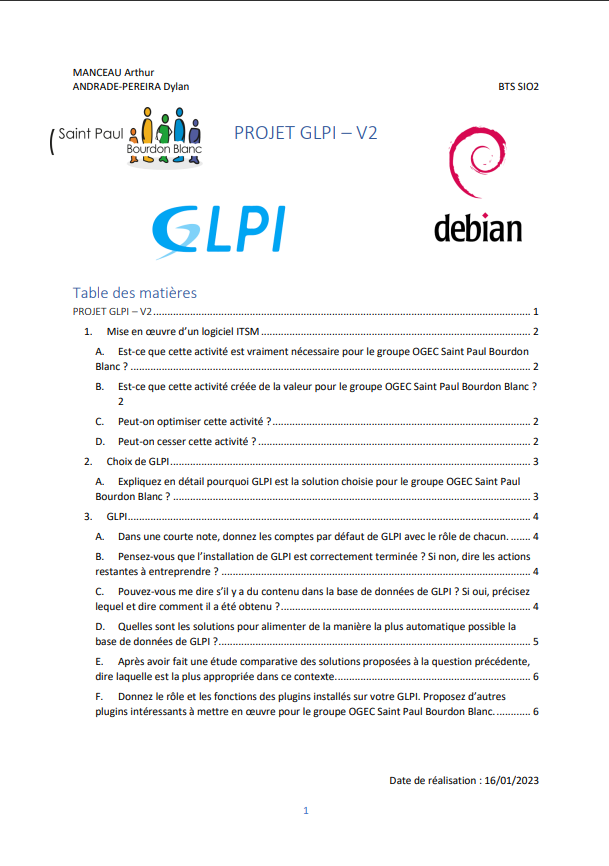 MANCEAU Arthur
ANDRADE-PEREIRA Dylan BTS SIO2
Saint Paul
Bourdon Blanc
PROJET GLPI – V2
GLPI
debian
Table des matières
PROJET GLPI – V2 ........ 1
1. Mise en œuvre d’un logiciel ITSM ........ 2
A. Est-ce que cette activité est vraiment nécessaire pour le groupe OGEC Saint Paul Bourdon
Blanc ? ........ 2
B. Est-ce que cette activité créée de la valeur pour le groupe OGEC Saint Paul Bourdon Blanc ?
2
C. Peut-on optimiser cette activité ? ........ 2
D. Peut-on cesser cette activité ? ........ 2
2. Choix de GLPI ........ 3
A. Expliquez en détail pourquoi GLPI est la solution choisie pour le groupe OGEC Saint Paul
Bourdon Blanc ? ........ 3
3. GLPI ........ 4
A. Dans une courte note, donnez les comptes par défaut de GLPI avec le rôle de chacun. ....... 4
B. Pensez-vous que l’installation de GLPI est correctement terminée ? Si non, dire les actions
restantes à entreprendre ? ........ 4
C. Pouvez-vous me dire s’il y a du contenu dans la base de données de GLPI ? Si oui, précisez
lequel et dire comment il a été obtenu ? ........ 4
D. Quelles sont les solutions pour alimenter de la manière la plus automatique possible la
base de données de GLPI ? ........ 5
E. Après avoir fait une étude comparative des solutions proposées à la question précédente,
dire laquelle est la plus appropriée dans ce contexte. ........ 6
F. Donnez le rôle et les fonctions des plugins installés sur votre GLPI. Proposez d’autres
plugins intéressants à mettre en œuvre pour le groupe OGEC Saint Paul Bourdon Blanc. ........ 6
Date de réalisation : 16/01/2023
1